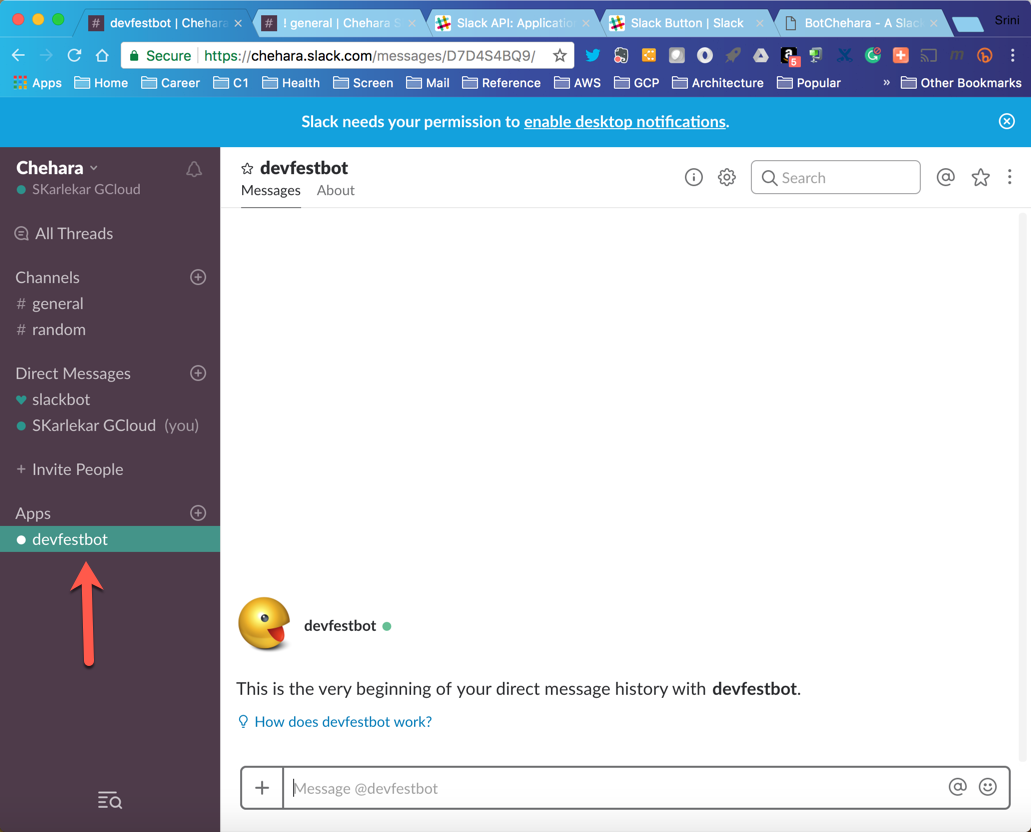 devfestbot | Chehara
! general | Chehara S
Slack API: Applicatio
Slack Button | Slack
BotChehara - A Slac
Srini
Secure
https://chehara.slack.com/messages/D7D4S4BQ9/
5
Apps
Home
Career
C1
Health
Screen
Mail
Reference
AWS
GCP
Architecture
Popular
»
Other Bookmarks
Slack needs your permission to enable desktop notifications.
Chehara
SKarlekar GCloud
All Threads
Channels
# general
# random
Direct Messages
slackbot
SKarlekar GCloud (you)
+ Invite People
Apps
devfestbot
devfestbot
Messages
About
Search
@
devfestbot
This is the very beginning of your direct message history with devfestbot.
How does devfestbot work?
+
Message @devfestbot
@